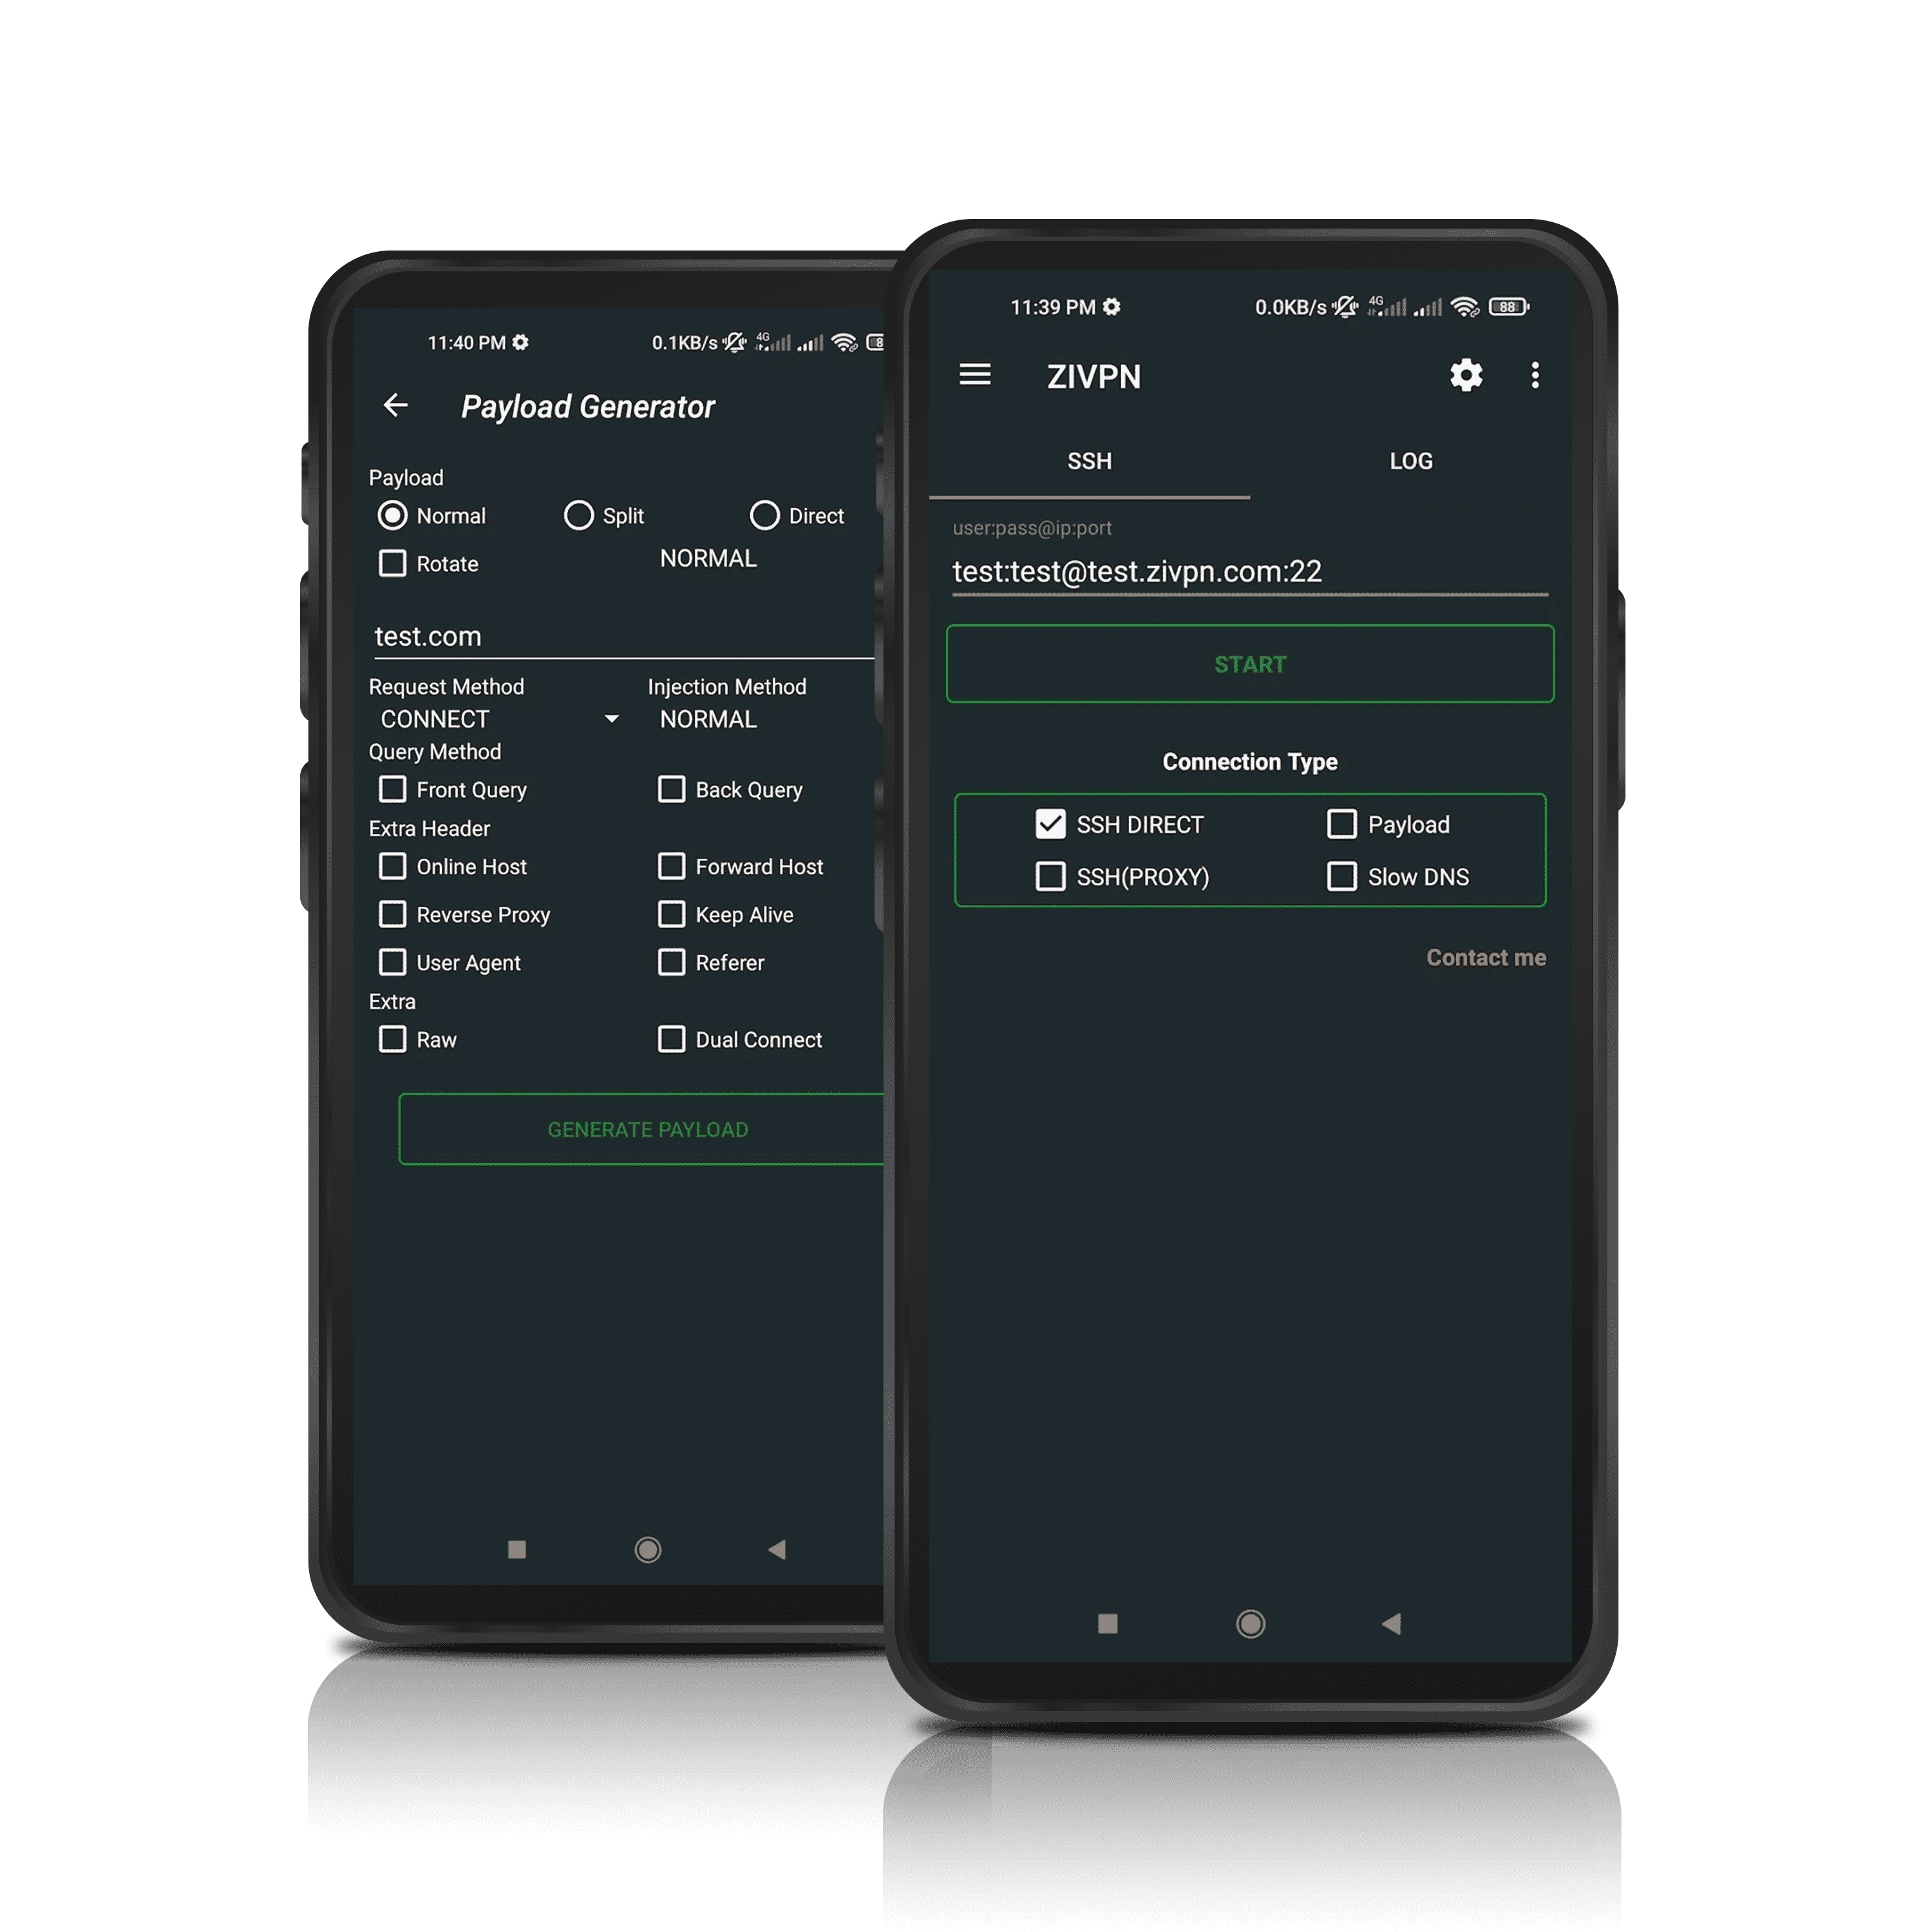 11:40 PM 0.1KB/s 4G
Payload Generator
Payload
Normal Split Direct
Rotate NORMAL
test.com
Request Method Injection Method
CONNECT NORMAL
Query Method
Front Query Back Query
Extra Header
Online Host Forward Host
Reverse Proxy Keep Alive
User Agent Referer
Extra
Raw Dual Connect
GENERATE PAYLOAD
11:39 PM 0.0KB/s 4G 88
ZIVPN
SSH LOG
user:pass@ip:port
test:test@test.zivpn.com:22
START
Connection Type
SSH DIRECT Payload
SSH(PROXY) Slow DNS
Contact me